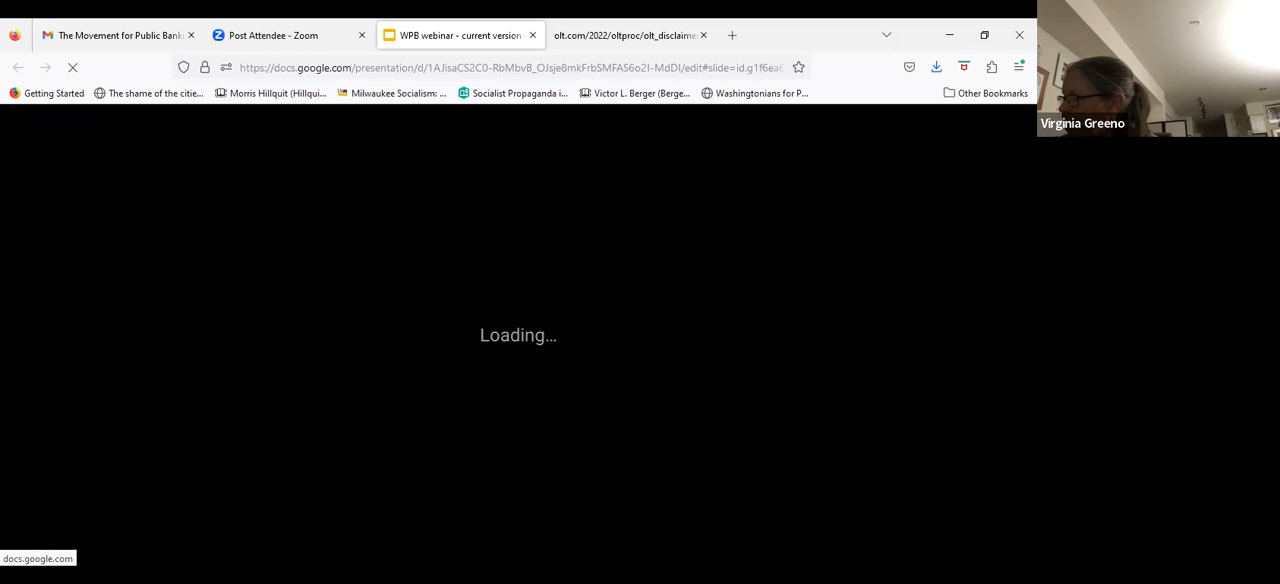 The Movement for Public Bank
Post Attendee - Zoom
WPB webinar - current version
olt.com/2022/oltproc/olt_disclaime
https://docs.google.com/presentation/d/1AJisaCS2C0-RbMbvB_OJsje8mkFrbSMFAS6o2I-MdDI/edit#slide=id.g1f6ea6
Getting Started
The shame of the citie...
Morris Hillquit (Hillqui...
Milwaukee Socialism: ...
Socialist Propaganda i...
Victor L. Berger (Berge...
Washingtonians for P...
Other Bookmarks
Virginia Greeno
Loading...
docs.google.com